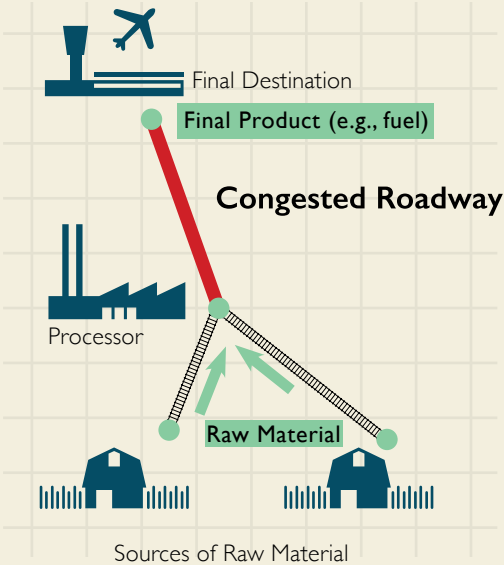 Final Destination
Final Product (e.g., fuel)
Congested Roadway
Processor
Raw Material
Sources of Raw Material